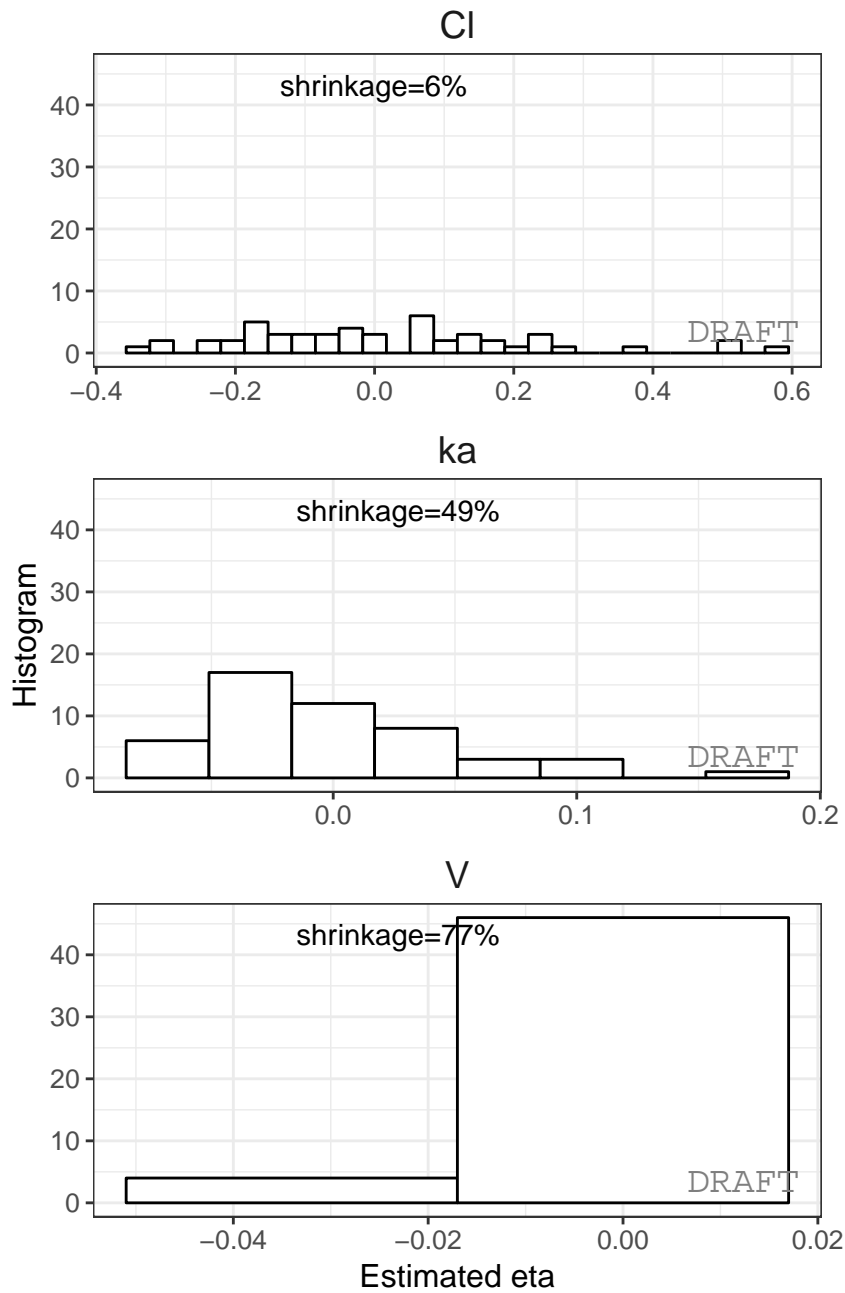 Cl
shrinkage=6%
40
30
20
10
0
DRAFT
−0.4 −0.2 0.0 0.2 0.4 0.6
ka
shrinkage=49%
40
30
20
10
0
DRAFT
0.0 0.1 0.2
Histogram
V
shrinkage=77%
40
30
20
10
0
DRAFT
−0.04 −0.02 0.00 0.02
Estimated eta